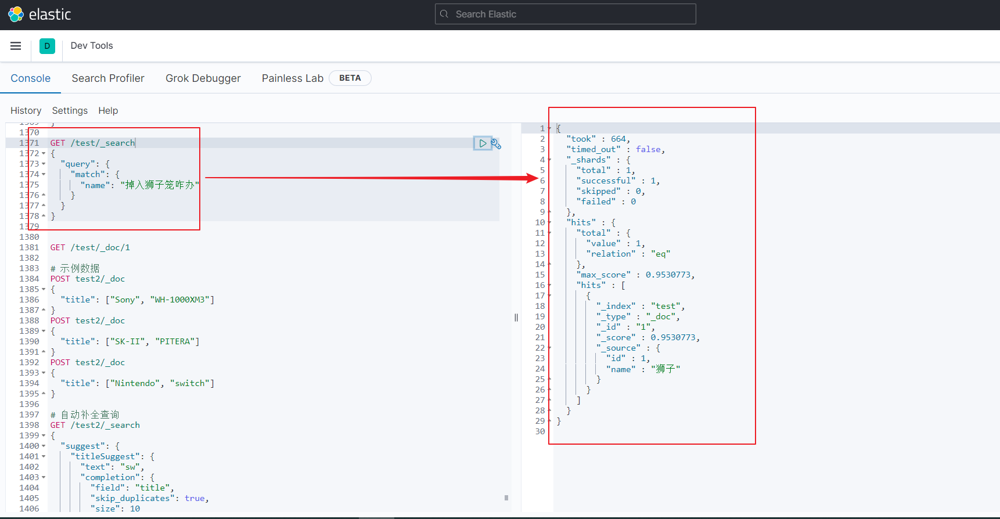 elastic
Search Elastic
D
Dev Tools
Console
Search Profiler
Grok Debugger
Painless Lab
BETA
History
Settings
Help
1370
1371 GET /test/_search
1372 {
1373 "query": {
1374 "match": {
1375 "name": "掉入狮子笼咋办"
1376 }
1377 }
1378 }
1379
1380
1381 GET /test/_doc/1
1382
1383 # 示例数据
1384 POST test2/_doc
1385 {
1386 "title": ["Sony", "WH-1000XM3"]
1387 }
1388 POST test2/_doc
1389 {
1390 "title": ["SK-II", "PITERA"]
1391 }
1392 POST test2/_doc
1393 {
1394 "title": ["Nintendo", "switch"]
1395 }
1396
1397 # 自动补全查询
1398 GET /test2/_search
1399 {
1400 "suggest": {
1401 "titleSuggest": {
1402 "text": "sw",
1403 "completion": {
1404 "field": "title",
1405 "skip_duplicates": true,
1406 "size": 10
1 {
2 "took" : 664,
3 "timed_out" : false,
4 "_shards" : {
5 "total" : 1,
6 "successful" : 1,
7 "skipped" : 0,
8 "failed" : 0
9 },
10 "hits" : {
11 "total" : {
12 "value" : 1,
13 "relation" : "eq"
14 },
15 "max_score" : 0.9530773,
16 "hits" : [
17 {
18 "_index" : "test",
19 "_type" : "_doc",
20 "_id" : "1",
21 "_score" : 0.9530773,
22 "_source" : {
23 "id" : 1,
24 "name" : "狮子"
25 }
26 }
27 ]
28 }
29 }
30